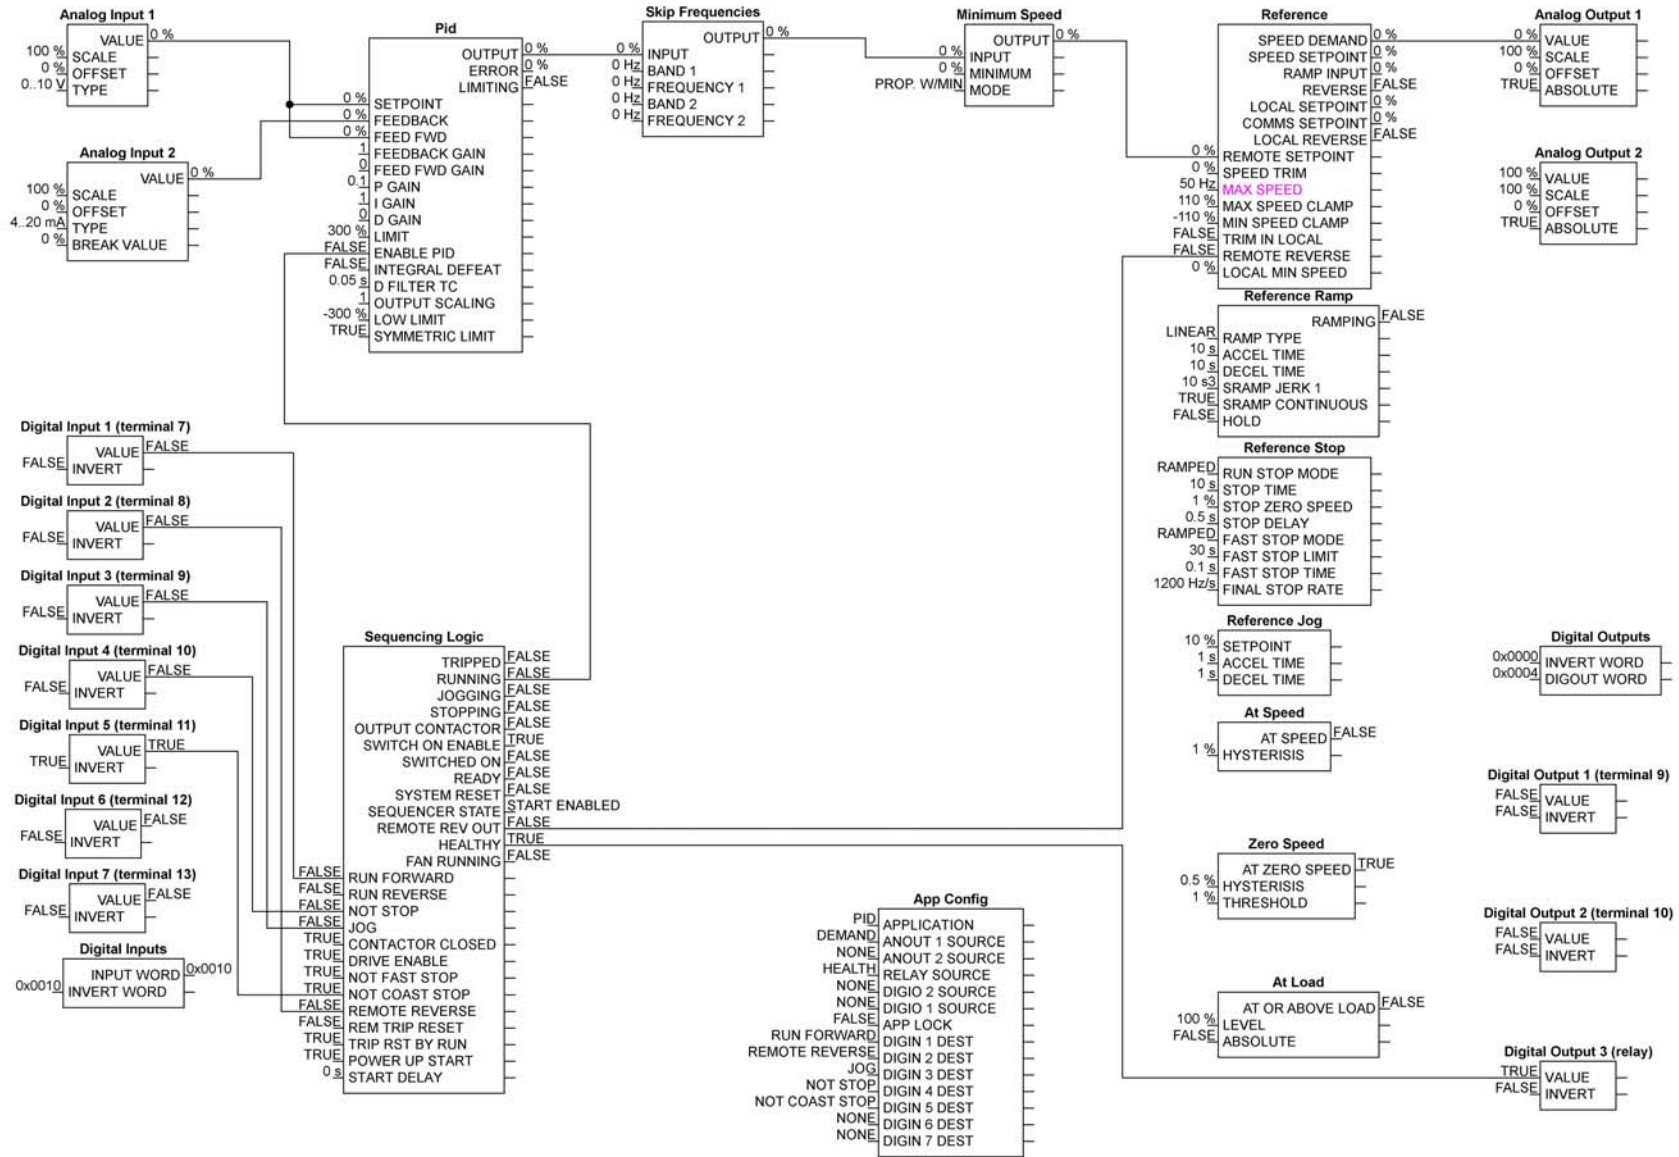 Analog Input 1
VALUE 0 %
100 % SCALE
0 % OFFSET
0..10 V TYPE
Analog Input 2
VALUE 0 %
100 % SCALE
0 % OFFSET
4..20 mA TYPE
0 % BREAK VALUE
Pid
OUTPUT 0 %
ERROR 0 %
LIMITING FALSE
0 % SETPOINT
0 % FEEDBACK
0 % FEED FWD
1 FEEDBACK GAIN
0 FEED FWD GAIN
0.1 P GAIN
1 I GAIN
0 D GAIN
300 % LIMIT
FALSE ENABLE PID
FALSE INTEGRAL DEFEAT
0.05 s D FILTER TC
1 OUTPUT SCALING
-300 % LOW LIMIT
TRUE SYMMETRIC LIMIT
Skip Frequencies
OUTPUT 0 %
0 % INPUT
0 Hz BAND 1
0 Hz FREQUENCY 1
0 Hz BAND 2
0 Hz FREQUENCY 2
Minimum Speed
OUTPUT 0 %
0 % INPUT
0 % MINIMUM
PROP. W/MIN MODE
Reference
SPEED DEMAND 0 %
SPEED SETPOINT 0 %
RAMP INPUT 0 %
REVERSE FALSE
LOCAL SETPOINT 0 %
COMMS SETPOINT 0 %
LOCAL REVERSE FALSE
0 % REMOTE SETPOINT
0 % SPEED TRIM
50 Hz MAX SPEED
110 % MAX SPEED CLAMP
-110 % MIN SPEED CLAMP
FALSE TRIM IN LOCAL
FALSE REMOTE REVERSE
0 % LOCAL MIN SPEED
Analog Output 1
0 % VALUE
100 % SCALE
0 % OFFSET
TRUE ABSOLUTE
Analog Output 2
100 % VALUE
100 % SCALE
0 % OFFSET
TRUE ABSOLUTE
Reference Ramp
RAMPING FALSE
LINEAR RAMP TYPE
10 s ACCEL TIME
10 s DECEL TIME
10 s3 SRAMP JERK 1
TRUE SRAMP CONTINUOUS
FALSE HOLD
Reference Stop
RAMPED RUN STOP MODE
10 s STOP TIME
1 % STOP ZERO SPEED
0.5 s STOP DELAY
RAMPED FAST STOP MODE
30 s FAST STOP LIMIT
0.1 s FAST STOP TIME
1200 Hz/s FINAL STOP RATE
Reference Jog
10 % SETPOINT
1 s ACCEL TIME
1 s DECEL TIME
At Speed
AT SPEED FALSE
1 % HYSTERISIS
Zero Speed
AT ZERO SPEED TRUE
0.5 % HYSTERISIS
1 % THRESHOLD
At Load
AT OR ABOVE LOAD FALSE
100 % LEVEL
FALSE ABSOLUTE
Digital Input 1 (terminal 7)
VALUE FALSE
FALSE INVERT
Digital Input 2 (terminal 8)
VALUE FALSE
FALSE INVERT
Digital Input 3 (terminal 9)
VALUE FALSE
FALSE INVERT
Digital Input 4 (terminal 10)
VALUE FALSE
FALSE INVERT
Digital Input 5 (terminal 11)
VALUE TRUE
TRUE INVERT
Digital Input 6 (terminal 12)
VALUE FALSE
FALSE INVERT
Digital Input 7 (terminal 13)
VALUE FALSE
FALSE INVERT
Digital Inputs
INPUT WORD 0x0010
0x0010 INVERT WORD
Sequencing Logic
TRIPPED FALSE
RUNNING FALSE
JOGGING FALSE
STOPPING FALSE
OUTPUT CONTACTOR FALSE
SWITCH ON ENABLE TRUE
SWITCHED ON FALSE
READY FALSE
SYSTEM RESET FALSE
SEQUENCER STATE START ENABLED
REMOTE REV OUT FALSE
HEALTHY TRUE
FAN RUNNING FALSE
FALSE RUN FORWARD
FALSE RUN REVERSE
FALSE NOT STOP
FALSE JOG
TRUE CONTACTOR CLOSED
TRUE DRIVE ENABLE
TRUE NOT FAST STOP
TRUE NOT COAST STOP
FALSE REMOTE REVERSE
FALSE REM TRIP RESET
TRUE TRIP RST BY RUN
TRUE POWER UP START
0 s START DELAY
App Config
PID APPLICATION
DEMAND ANOUT 1 SOURCE
NONE ANOUT 2 SOURCE
HEALTH RELAY SOURCE
NONE DIGIO 2 SOURCE
NONE DIGIO 1 SOURCE
FALSE APP LOCK
RUN FORWARD DIGIN 1 DEST
REMOTE REVERSE DIGIN 2 DEST
JOG DIGIN 3 DEST
NOT STOP DIGIN 4 DEST
NOT COAST STOP DIGIN 5 DEST
NONE DIGIN 6 DEST
NONE DIGIN 7 DEST
Digital Outputs
0x0000 INVERT WORD
0x0004 DIGOUT WORD
Digital Output 1 (terminal 9)
FALSE VALUE
FALSE INVERT
Digital Output 2 (terminal 10)
FALSE VALUE
FALSE INVERT
Digital Output 3 (relay)
TRUE VALUE
FALSE INVERT